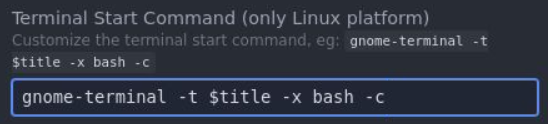 Terminal Start Command (only Linux platform)
Customize the terminal start command, eg: gnome-terminal -t
$title -x bash -c
gnome-terminal -t $title -x bash -c